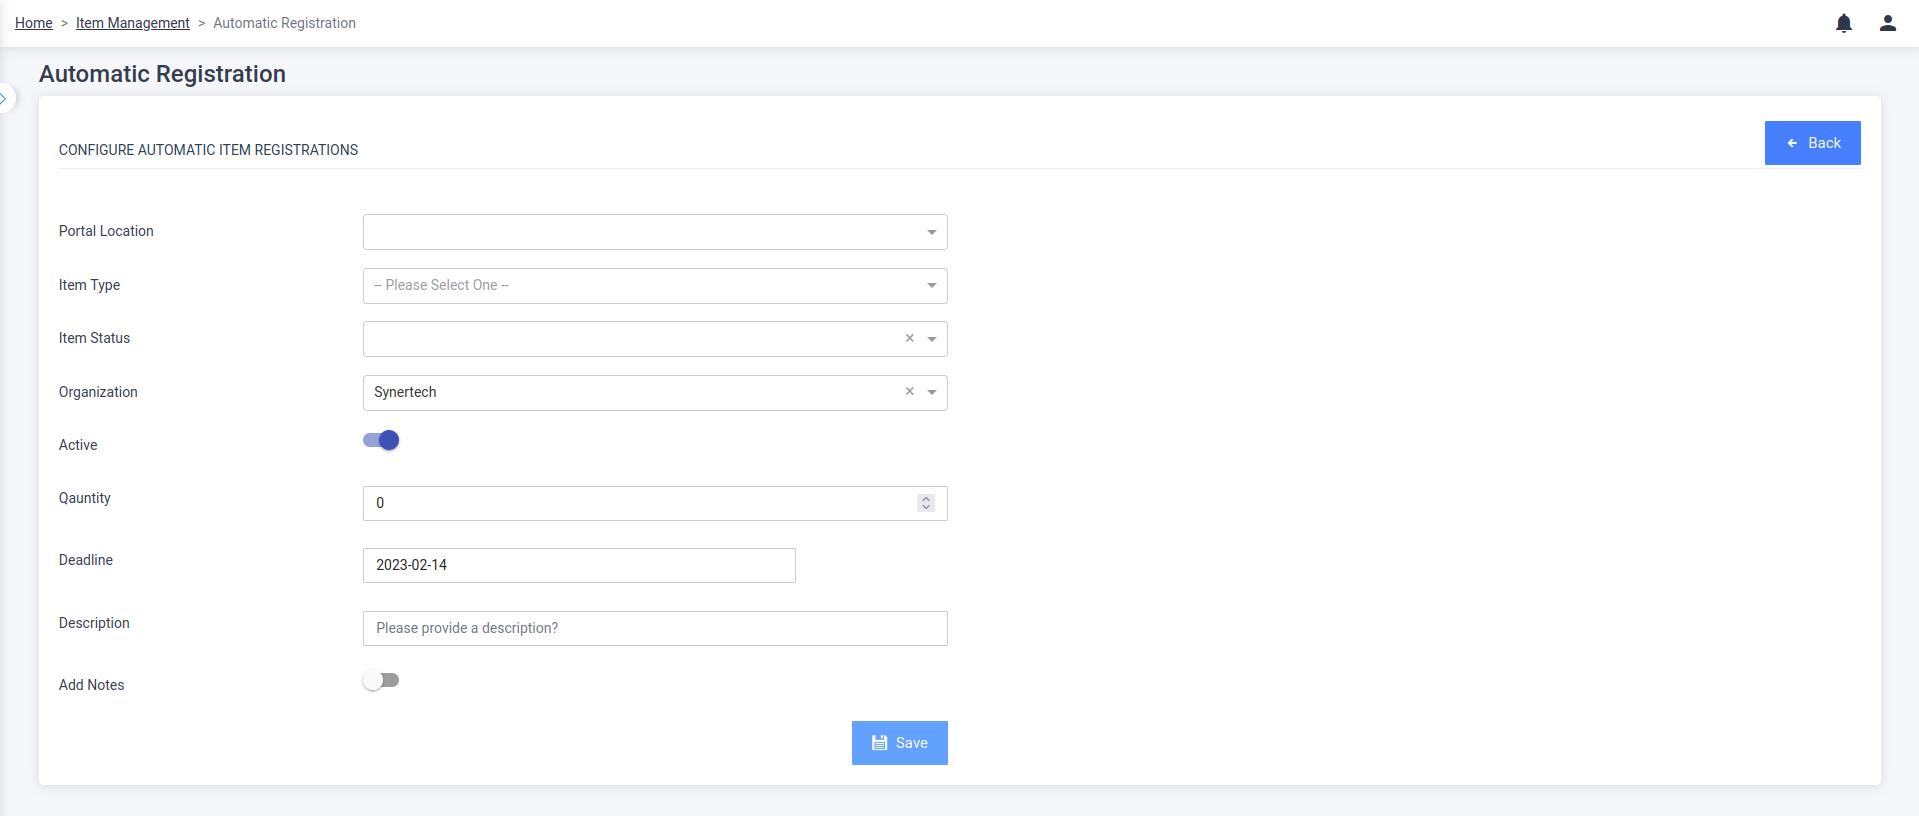 Home > Item Management > Automatic Registration
Automatic Registration
CONFIGURE AUTOMATIC ITEM REGISTRATIONS
Back
Portal Location
Item Type
-- Please Select One --
Item Status
×
Organization
Synertech ×
Active
Qauntity
0
Deadline
2023-02-14
Description
Please provide a description?
Add Notes
Save